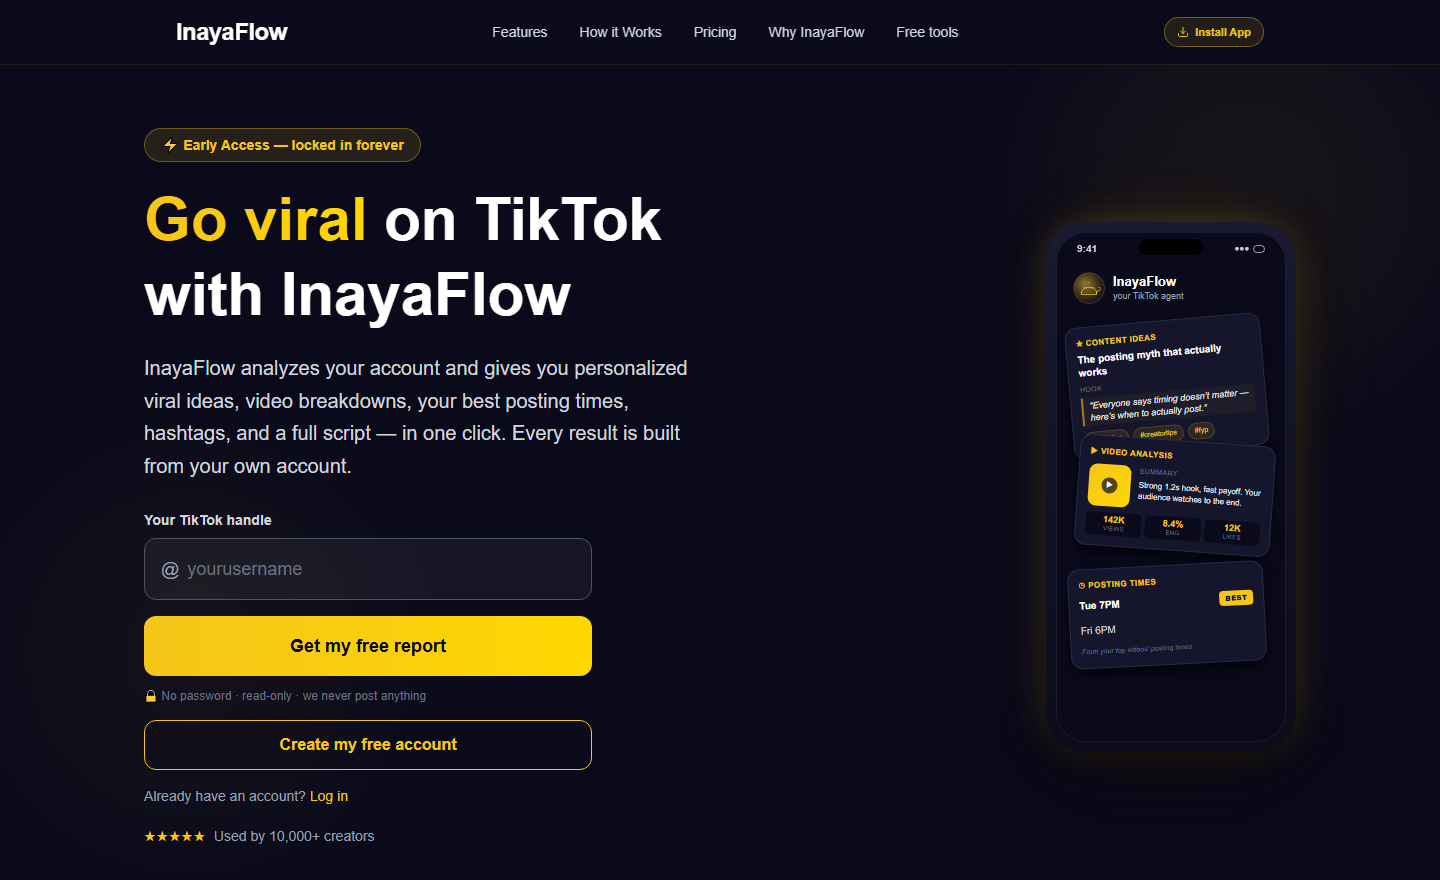 InayaFlow
Features
How it Works
Pricing
Why InayaFlow
Free tools
Install App
Early Access — locked in forever
Go viral on TikTok
with InayaFlow
InayaFlow analyzes your account and gives you personalized
viral ideas, video breakdowns, your best posting times,
hashtags, and a full script — in one click. Every result is built
from your own account.
Your TikTok handle
@ yourusername
Get my free report
No password · read-only · we never post anything
Create my free account
Already have an account? Log in
★★★★★ Used by 10,000+ creators
9:41
InayaFlow
your TikTok agent
★ CONTENT IDEAS
The posting myth that actually
works
HOOK
"Everyone says timing doesn't matter —
here's when to actually post."
#creatortips
#fyp
▶ VIDEO ANALYSIS
SUMMARY
Strong 1.2s hook, fast payoff. Your
audience watches to the end.
142K
VIEWS
8.4%
ENG
12K
LIKES
POSTING TIMES
Tue 7PM
BEST
Fri 6PM
From your top videos' posting times